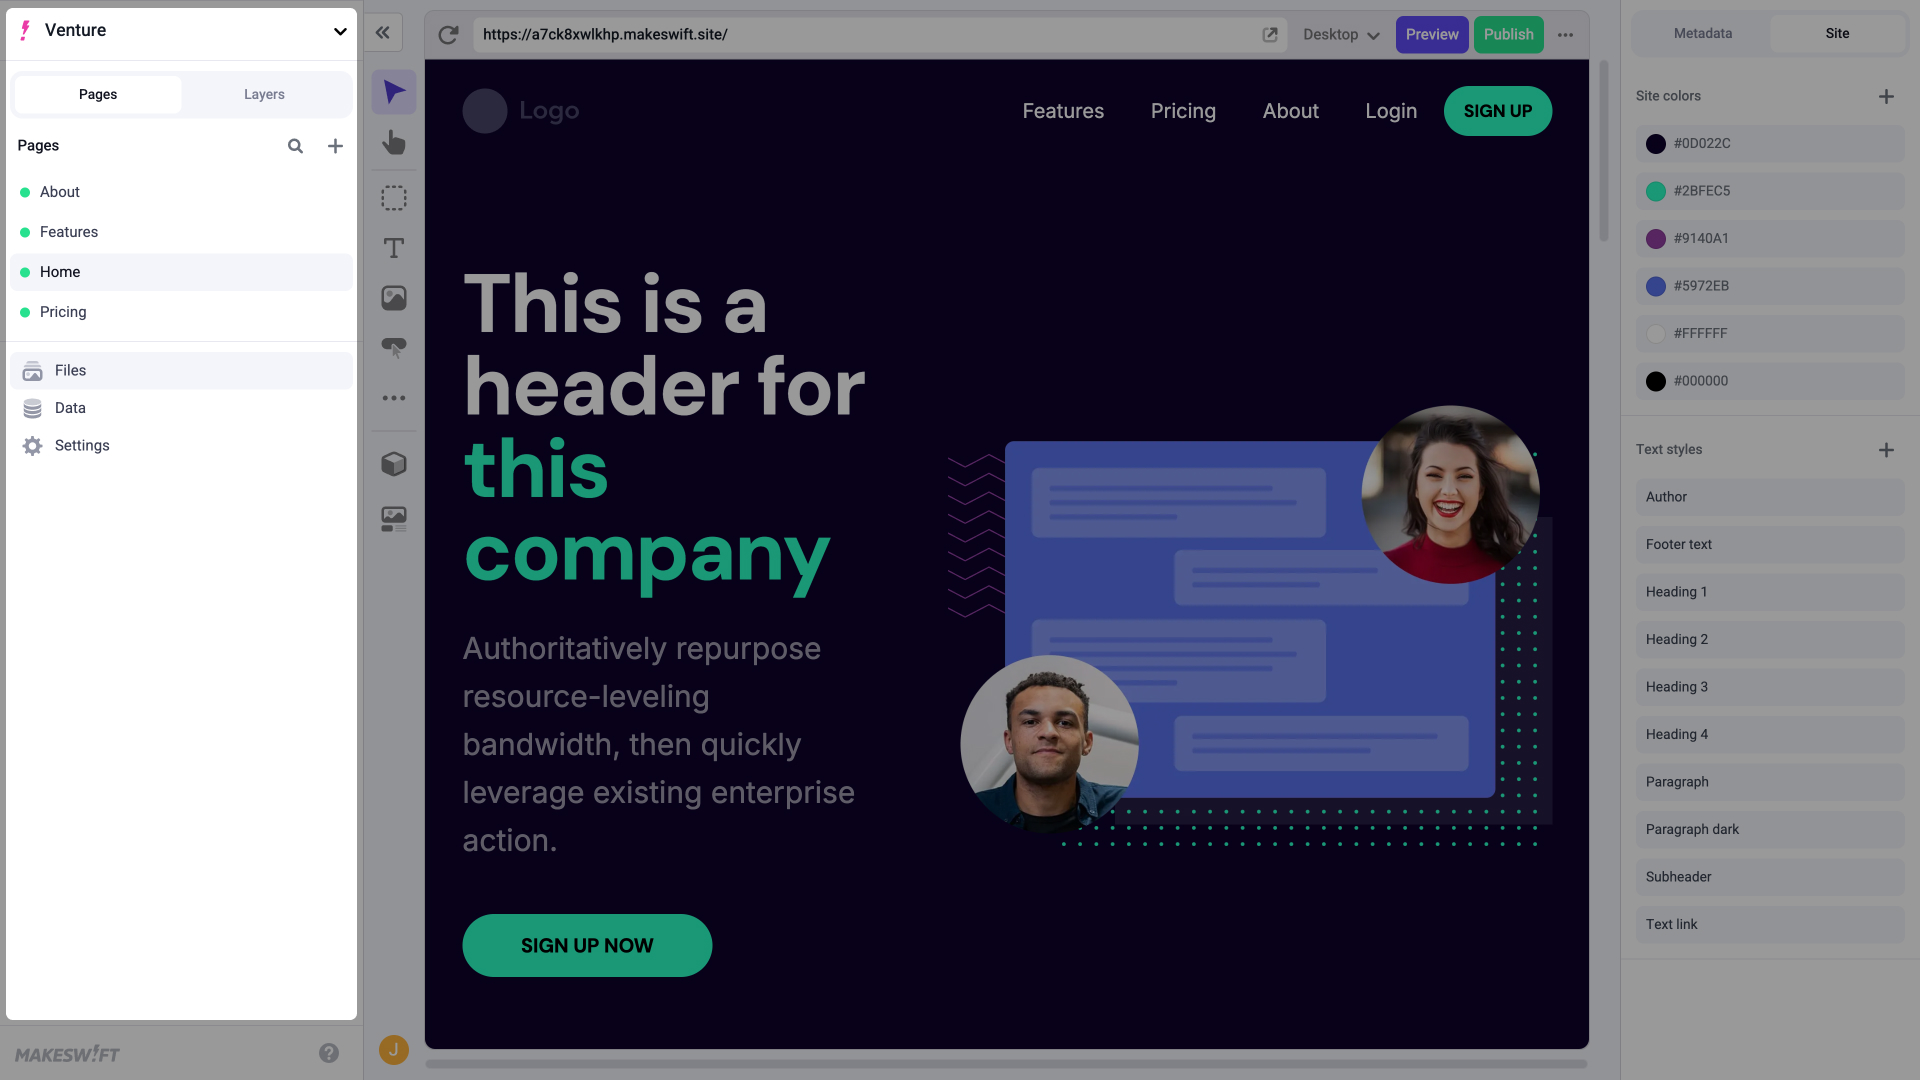 Venture
Pages
Layers
Pages
About
Features
Home
Pricing
Files
Data
Settings
MAKESWIFT
J
https://a7ck8xwlkhp.makeswift.site/
Desktop
Preview
Publish
Logo
Features
Pricing
About
Login
SIGN UP
This is a
header for
this
company
Authoritatively repurpose
resource-leveling
bandwidth, then quickly
leverage existing enterprise
action.
SIGN UP NOW
Metadata
Site
Site colors
#0D022C
#2BFEC5
#9140A1
#5972EB
#FFFFFF
#000000
Text styles
Author
Footer text
Heading 1
Heading 2
Heading 3
Heading 4
Paragraph
Paragraph dark
Subheader
Text link